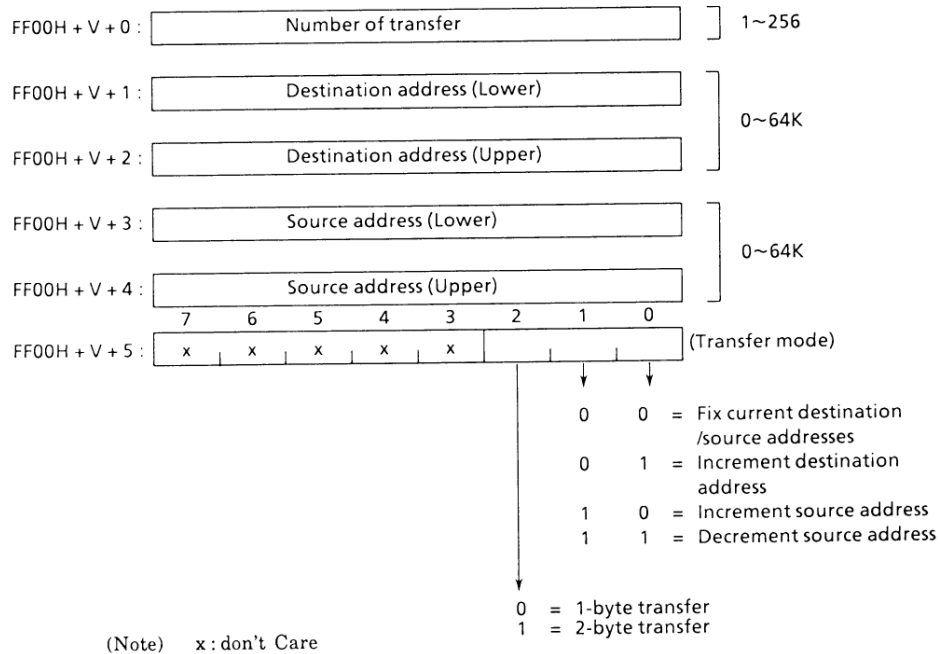 FF00H + V + 0 : Number of transfer 1~256
FF00H + V + 1 : Destination address (Lower)
0~64K
FF00H + V + 2 : Destination address (Upper)
FF00H + V + 3 : Source address (Lower)
0~64K
FF00H + V + 4 : Source address (Upper)
7 6 5 4 3 2 1 0
FF00H + V + 5 : x x x x x (Transfer mode)
0 0 = Fix current destination
/source addresses
0 1 = Increment destination
address
1 0 = Increment source address
1 1 = Decrement source address
0 = 1-byte transfer
1 = 2-byte transfer
(Note) x : don't Care